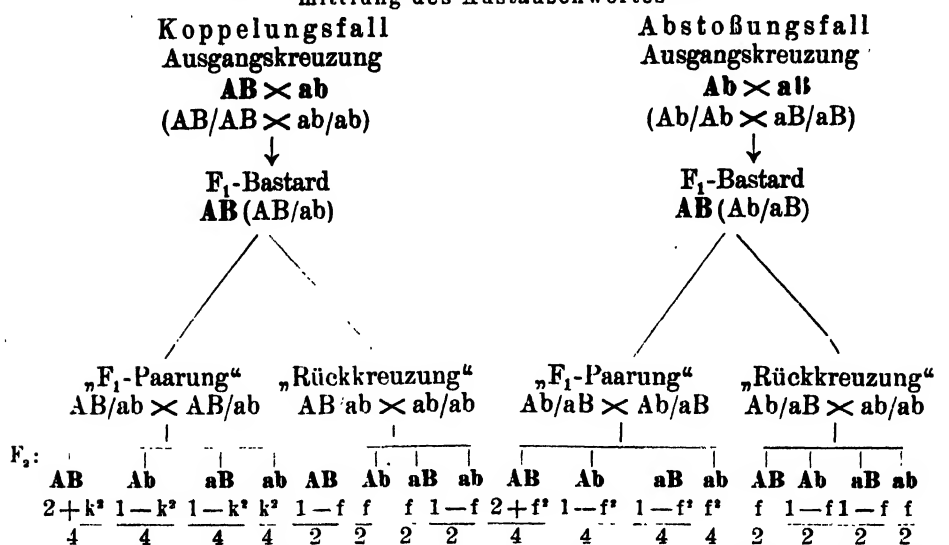 mittlung des Austauschwertes
Koppelungsfall Abstoßungsfall
Ausgangskreuzung Ausgangskreuzung
AB × ab Ab × aB
(AB/AB × ab/ab) (Ab/Ab × aB/aB)
F₁-Bastard F₁-Bastard
AB (AB/ab) AB (Ab/aB)
„F₁-Paarung“ „Rückkreuzung“ „F₁-Paarung“ „Rückkreuzung“
AB/ab × AB/ab AB ab × ab/ab Ab/aB × Ab/aB Ab/aB × ab/ab
F₂:
AB Ab aB ab AB Ab aB ab AB Ab aB ab AB Ab aB ab
2+k² 1−k² 1−k² k² 1−f f f 1−f 2+f² 1−f² 1−f² f² f 1−f 1−f f
4 4 4 4 2 2 2 2 4 4 4 4 2 2 2 2